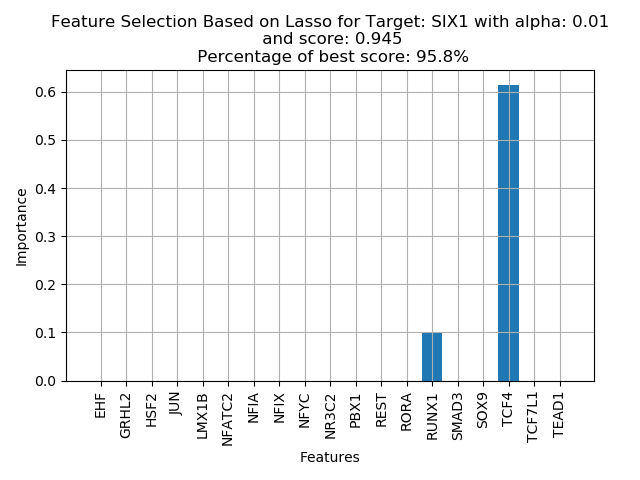 Feature Selection Based on Lasso for Target: SIX1 with alpha: 0.01
and score: 0.945
Percentage of best score: 95.8%
0.6
0.5
0.4
0.3
0.2
0.1
0.0
Importance
EHF
GRHL2
HSF2
JUN
LMX1B
NFATC2
NFIA
NFIX
NFYC
NR3C2
PBX1
REST
RORA
RUNX1
SMAD3
SOX9
TCF4
TCF7L1
TEAD1
Features